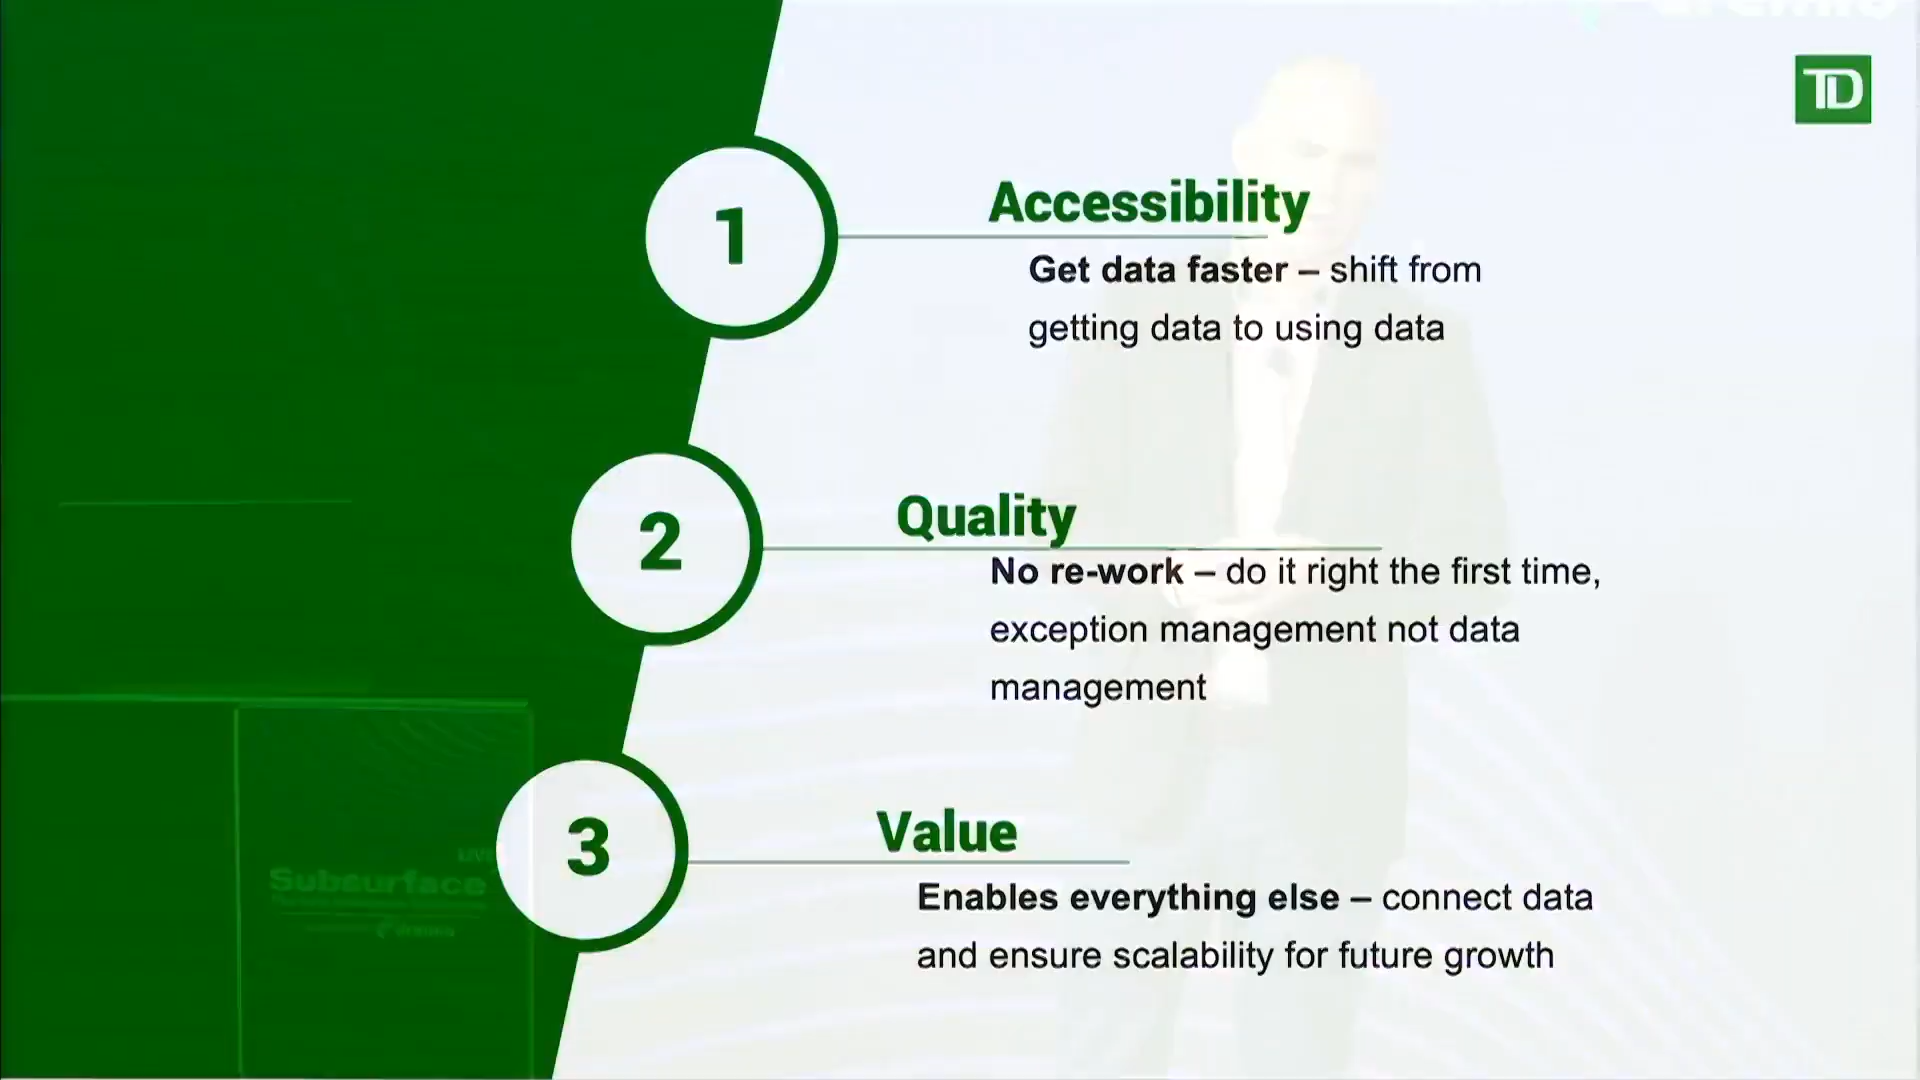 TD
1
Accessibility
Get data faster – shift from
getting data to using data
2
Quality
No re-work – do it right the first time,
exception management not data
management
3
Value
Enables everything else – connect data
and ensure scalability for future growth
LIVE
Subsurface
dremio